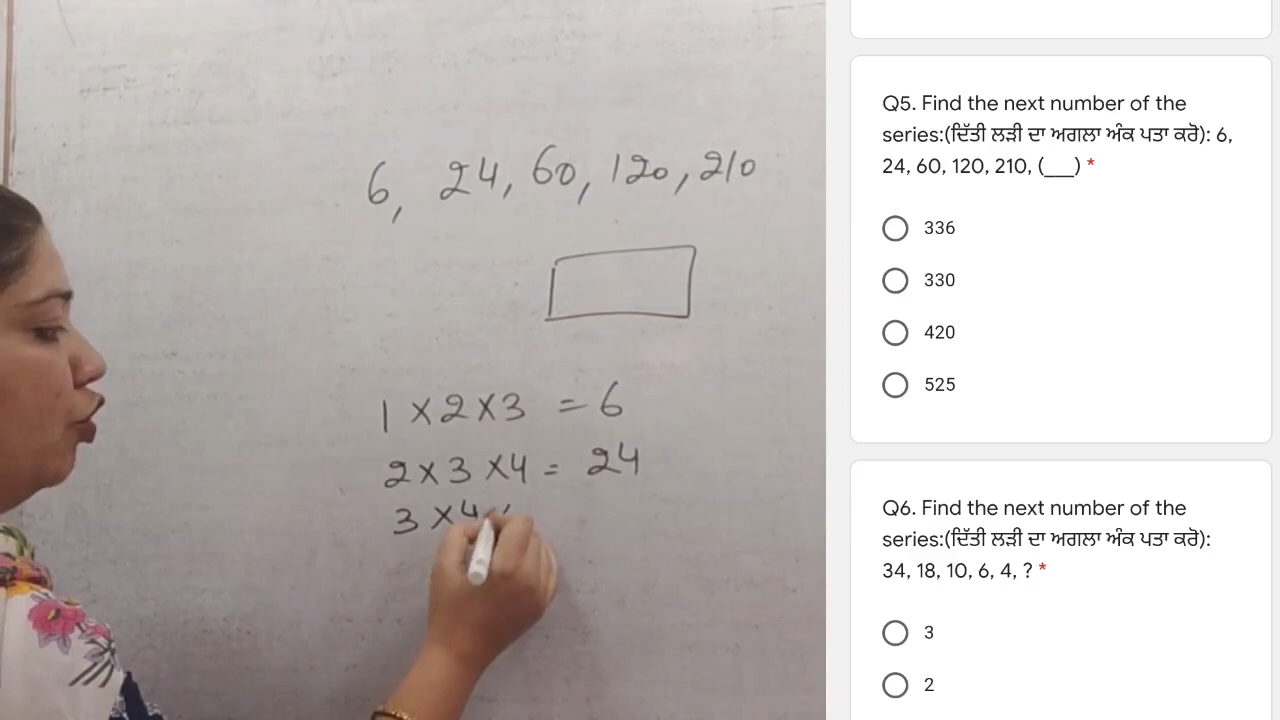 6, 24, 60, 120, 210
1 × 2 × 3 = 6
2 × 3 × 4 = 24
3 × 4
Q5. Find the next number of the
series:(ਦਿੱਤੀ ਲੜੀ ਦਾ ਅਗਲਾ ਅੰਕ ਪਤਾ ਕਰੋ): 6,
24, 60, 120, 210, (___) *
336
330
420
525
Q6. Find the next number of the
series:(ਦਿੱਤੀ ਲੜੀ ਦਾ ਅਗਲਾ ਅੰਕ ਪਤਾ ਕਰੋ):
34, 18, 10, 6, 4, ? *
3
2